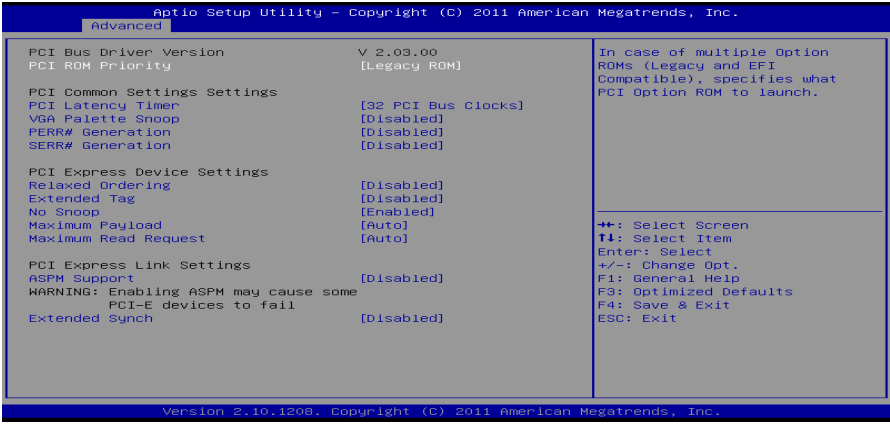 Aptio Setup Utility – Copyright (C) 2011 American Megatrends, Inc.
Advanced
PCI Bus Driver Version V 2.03.00
PCI ROM Priority [Legacy ROM]
PCI Common Settings Settings
PCI Latency Timer [32 PCI Bus Clocks]
VGA Palette Snoop [Disabled]
PERR# Generation [Disabled]
SERR# Generation [Disabled]
PCI Express Device Settings
Relaxed Ordering [Disabled]
Extended Tag [Disabled]
No Snoop [Enabled]
Maximum Payload [Auto]
Maximum Read Request [Auto]
PCI Express Link Settings
ASPM Support [Disabled]
WARNING: Enabling ASPM may cause some
PCI-E devices to fail
Extended Synch [Disabled]
In case of multiple Option
ROMs (Legacy and EFI
Compatible), specifies what
PCI Option ROM to launch.
→←: Select Screen
↑↓: Select Item
Enter: Select
+/-: Change Opt.
F1: General Help
F3: Optimized Defaults
F4: Save & Exit
ESC: Exit
Version 2.10.1208. Copyright (C) 2011 American Megatrends, Inc.